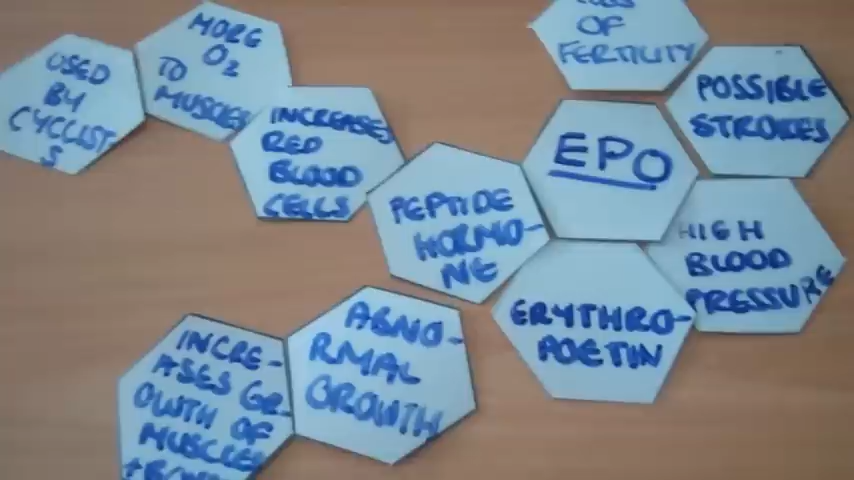 USED
BY
CYCLIST
S
MORE
O2
TO
MUSCLES
INCREASES
RED
BLOOD
CELLS
PEPTIDE
HORMO-
NE
OF
FERTILITY
EPO
POSSIBLE
STROKES
HIGH
BLOOD
PRESSURE
ERYTHRO-
POETIN
ABNO-
RMAL
GROWTH
INCRE-
ASES GR-
OWTH OF
MUSCLES